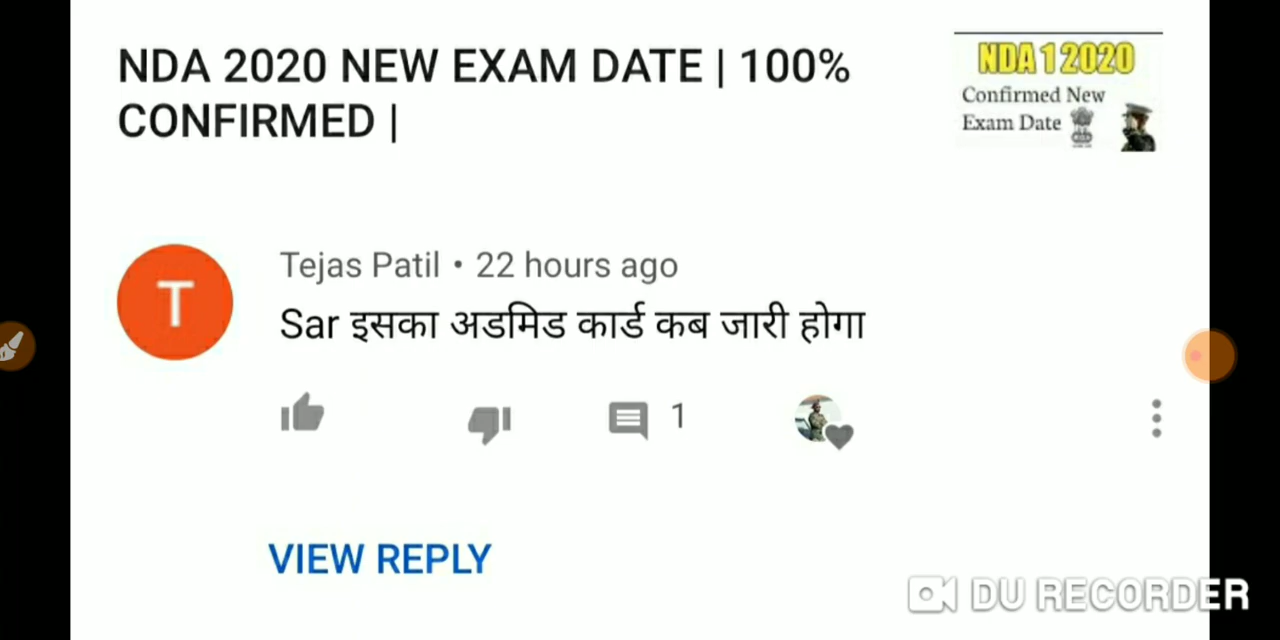 NDA 2020 NEW EXAM DATE | 100%
CONFIRMED |
NDA 1 2020
Confirmed New
Exam Date
T
Tejas Patil • 22 hours ago
Sar इसका अडमिड कार्ड कब जारी होगा
1
VIEW REPLY
DU RECORDER